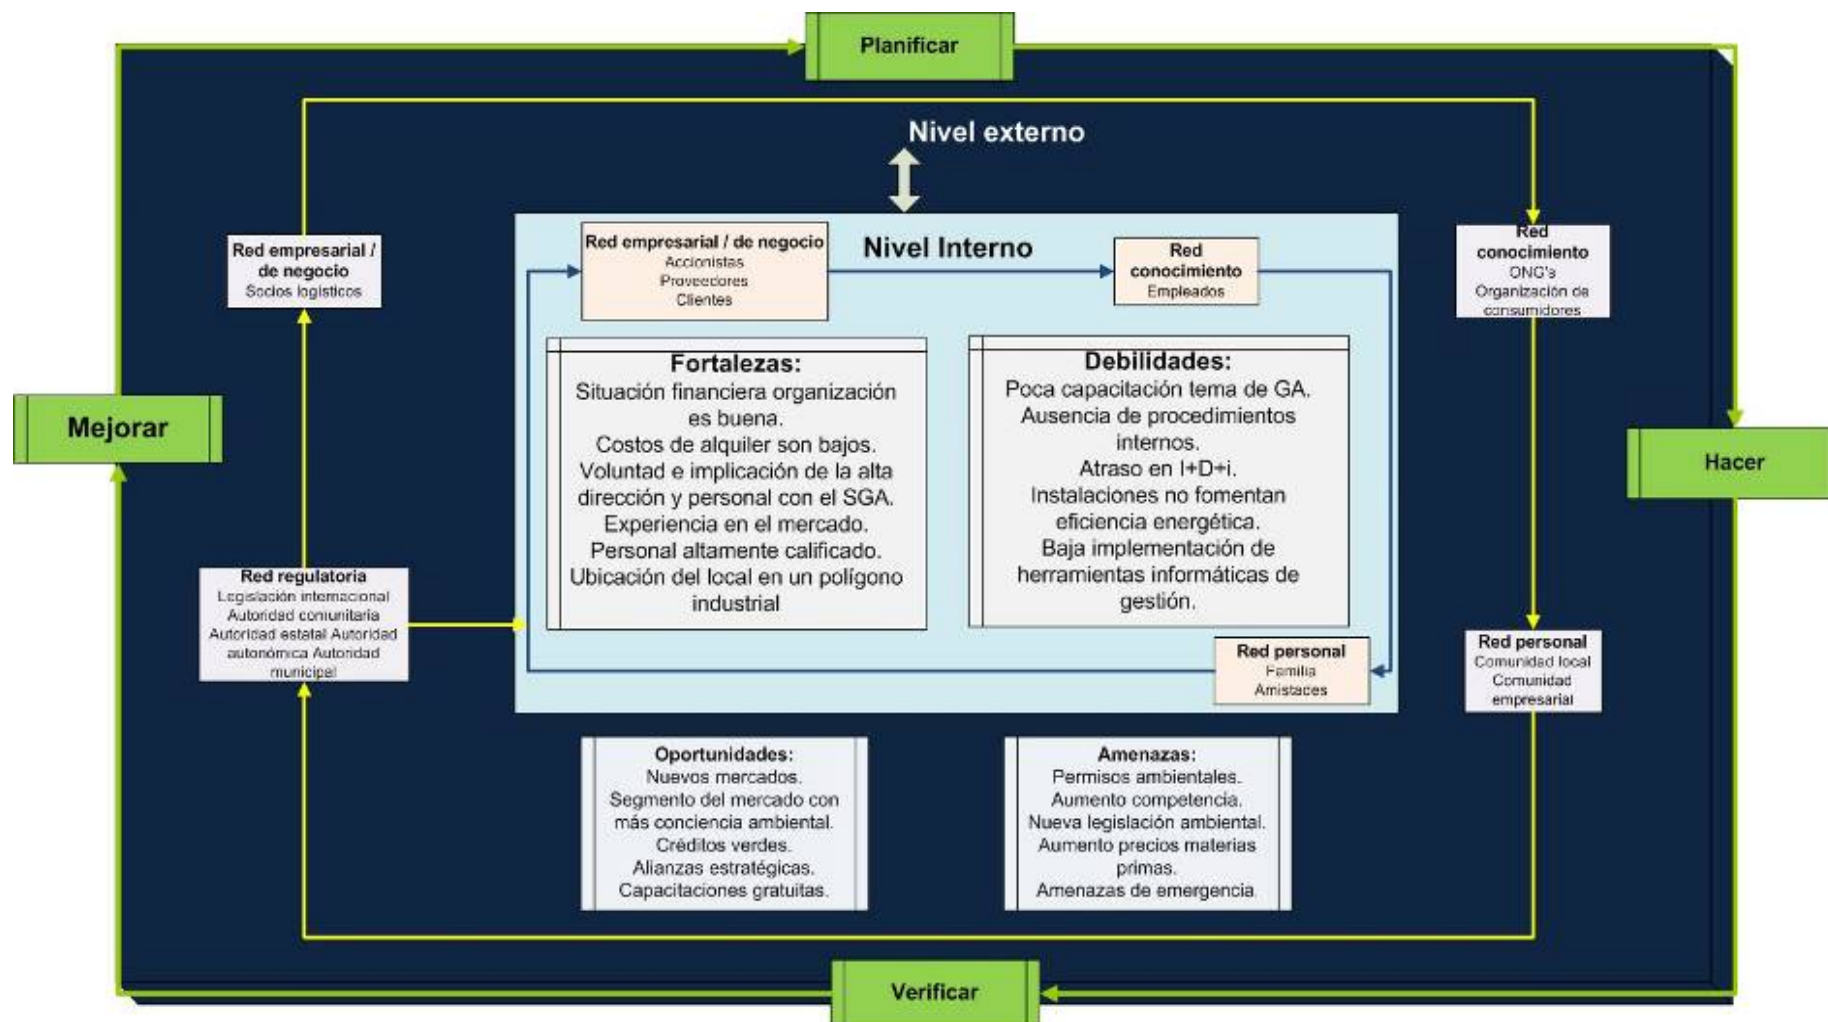 Planificar
Nivel externo
Red empresarial /
de negocio
Socios logísticos
Red empresarial / de negocio
Accionistas
Proveedores
Clientes
Nivel Interno
Red
conocimiento
Empleados
Red
conocimiento
ONG's
Organización de
consumidores
Fortalezas:
Situación financiera organización
es buena.
Costos de alquiler son bajos.
Voluntad e implicación de la alta
dirección y personal con el SGA.
Experiencia en el mercado.
Personal altamente calificado.
Ubicación del local en un polígono
industrial
Debilidades:
Poca capacitación tema de GA.
Ausencia de procedimientos
internos.
Atraso en I+D+i.
Instalaciones no fomentan
eficiencia energética.
Baja implementación de
herramientas informáticas de
gestión.
Mejorar
Hacer
Red regulatoria
Legislación internacional
Autoridad comunitaria
Autoridad estatal Autoridad
autonómica Autoridad
municipal
Red personal
Familia
Amistaces
Red personal
Comunidad local
Comunidad
empresarial
Oportunidades:
Nuevos mercados.
Segmento del mercado con
más conciencia ambiental.
Créditos verdes.
Alianzas estratégicas.
Capacitaciones gratuitas.
Amenazas:
Permisos ambientales.
Aumento competencia.
Nueva legislación ambiental.
Aumento precios materias
primas.
Amenazas de emergencia.
Verificar